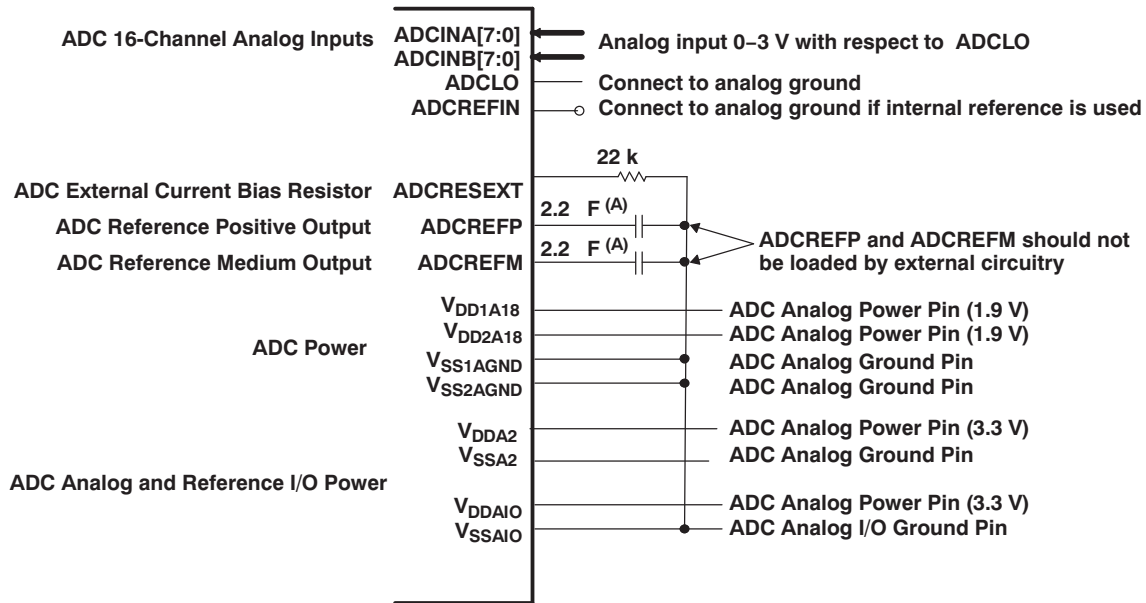 ADC 16-Channel Analog Inputs
ADCINA[7:0]
ADCINB[7:0]
Analog input 0–3 V with respect to ADCLO
ADCLO
Connect to analog ground
ADCREFIN
Connect to analog ground if internal reference is used
22 k
ADC External Current Bias Resistor
ADCRESEXT
ADC Reference Positive Output
ADCREFP
2.2 F (A)
ADC Reference Medium Output
ADCREFM
2.2 F (A)
ADCREFP and ADCREFM should not
be loaded by external circuitry
ADC Power
VDD1A18
ADC Analog Power Pin (1.9 V)
VDD2A18
ADC Analog Power Pin (1.9 V)
VSS1AGND
ADC Analog Ground Pin
VSS2AGND
ADC Analog Ground Pin
ADC Analog and Reference I/O Power
VDDA2
ADC Analog Power Pin (3.3 V)
VSSA2
ADC Analog Ground Pin
VDDAIO
ADC Analog Power Pin (3.3 V)
VSSAIO
ADC Analog I/O Ground Pin